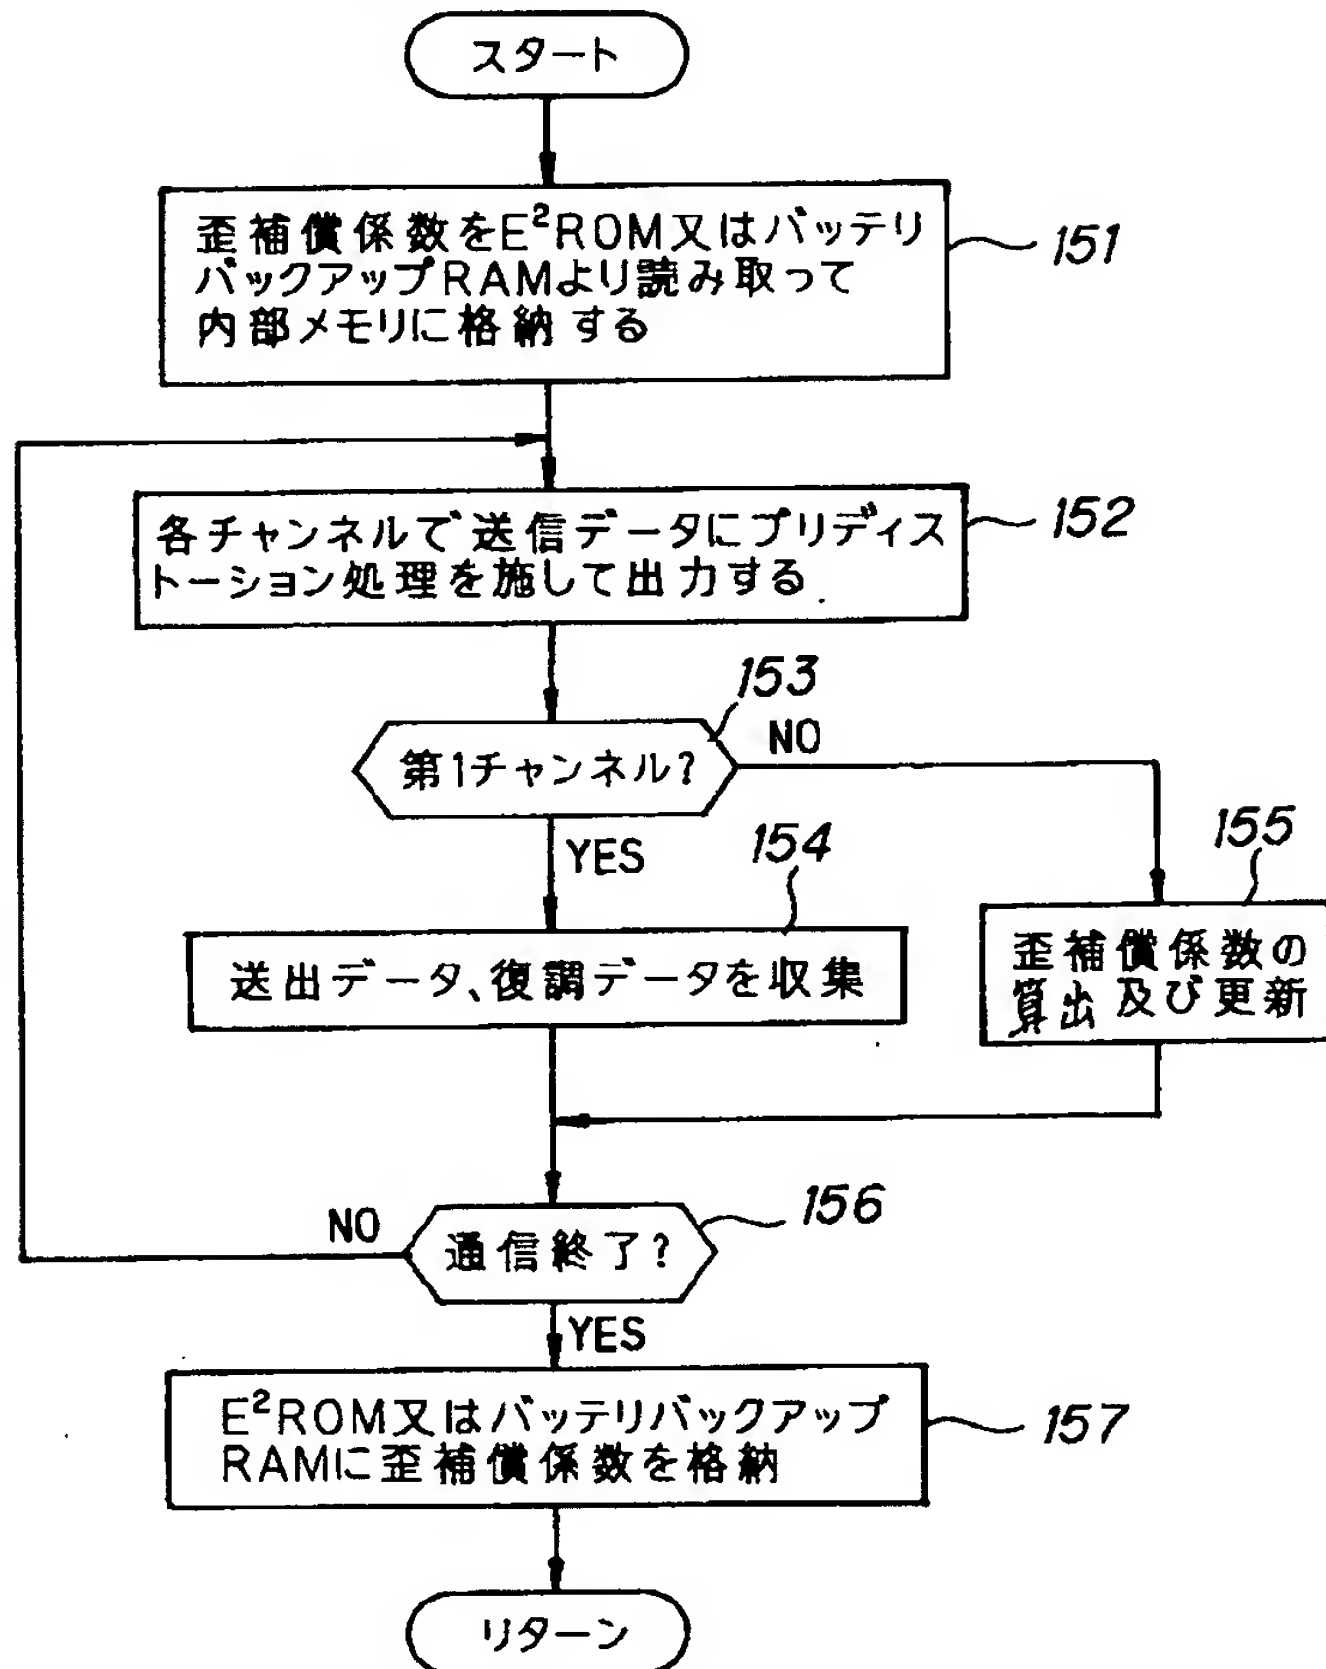 スタート
歪補償係数をE²ROM又はバッテリ
バックアップRAMより読み取って
内部メモリに格納する
151
各チャンネルで送信データにプリディス
トーション処理を施して出力する
152
153
第1チャンネル?
NO
YES
154
155
送出データ、復調データを収集
歪補償係数の
算出及び更新
156
NO
通信終了?
YES
E²ROM又はバッテリバックアップ
RAMに歪補償係数を格納
157
リターン